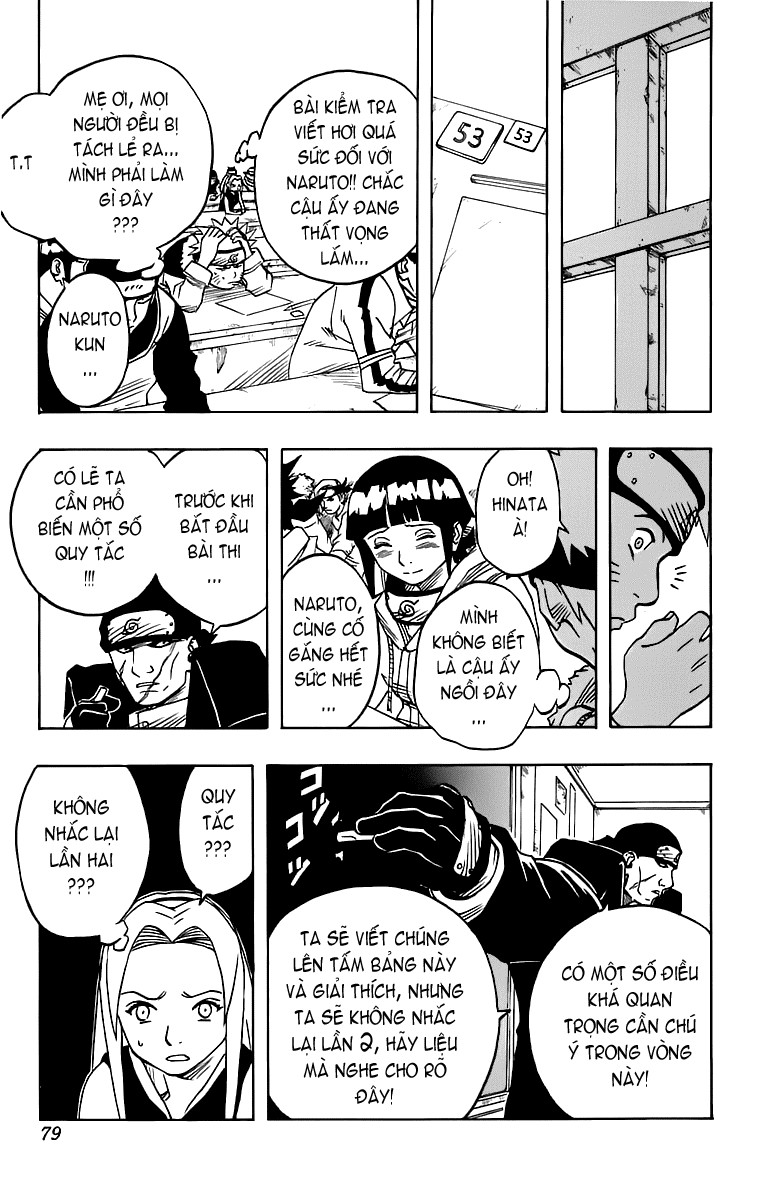 53
53
BÀI KIỂM TRA
VIẾT HƠI QUÁ
SỨC ĐỐI VỚI
NARUTO!! CHẮC
CẬU ẤY ĐANG
THẤT VỌNG
LẮM...
MẸ ƠI, MỌI
NGƯỜI ĐỀU BỊ
TÁCH LẺ RA...
MÌNH PHẢI LÀM
GÌ ĐÂY
???
T.T
NARUTO
KUN
...
OH!
HINATA
À!
MÌNH
KHÔNG BIẾT
LÀ CẬU ẤY
NGỒI ĐÂY
...
NARUTO,
CÙNG CỐ
GẮNG HẾT
SỨC NHÉ
...
TRƯỚC KHI
BẮT ĐẦU
BÀI THI
...
CÓ LẼ TA
CẦN PHỔ
BIẾN MỘT SỐ
QUY TẮC
!!!
CÓ MỘT SỐ ĐIỀU
KHÁ QUAN
TRỌNG CẦN CHÚ
Ý TRONG VÒNG
NÀY!
コ
コッ
TA SẼ VIẾT CHÚNG
LÊN TẤM BẢNG NÀY
VÀ GIẢI THÍCH, NHƯNG
TA SẼ KHÔNG NHẮC
LẠI LẦN 2, HÃY LIỆU
MÀ NGHE CHO RÕ
ĐÂY!
QUY
TẮC
???
KHÔNG
NHẮC LẠI
LẦN HAI
???
79